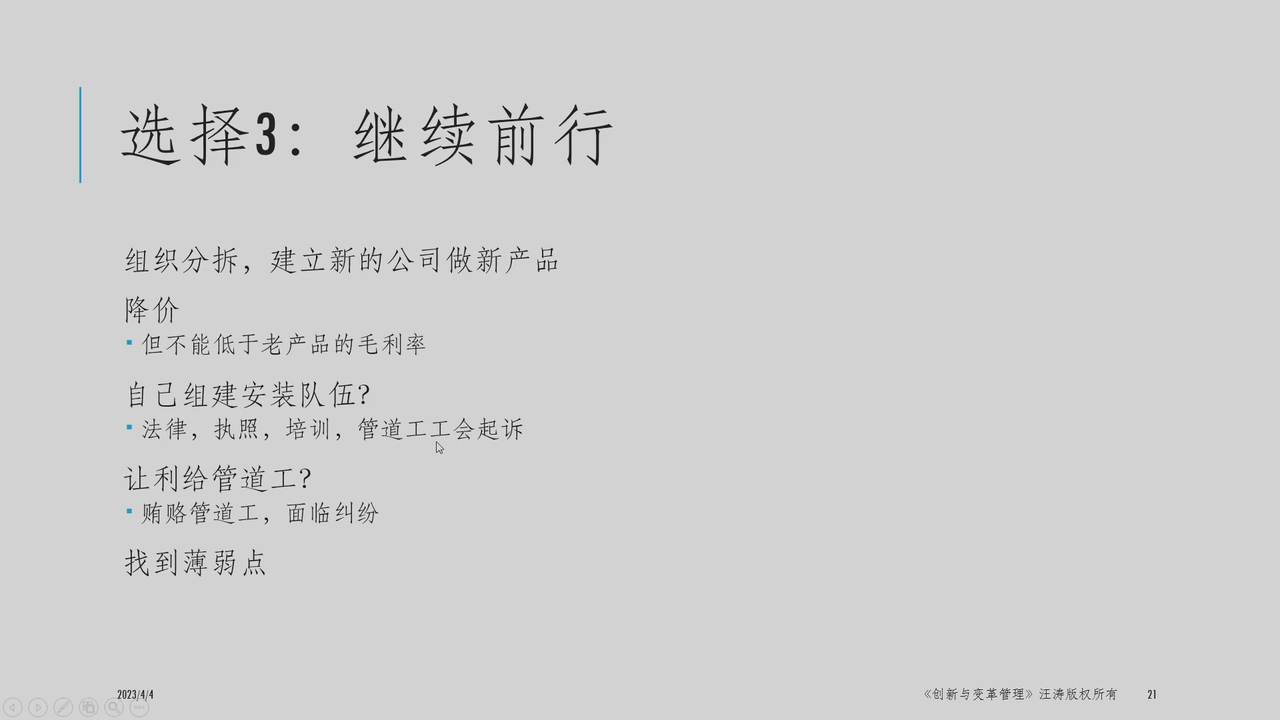 选择3：继续前行
组织分拆，建立新的公司做新产品
降价
▪ 但不能低于老产品的毛利率
自己组建安装队伍？
▪ 法律，执照，培训，管道工工会起诉
让利给管道工？
▪ 贿赂管道工，面临纠纷
找到薄弱点
2023/4/4
《创新与变革管理》汪涛版权所有
21